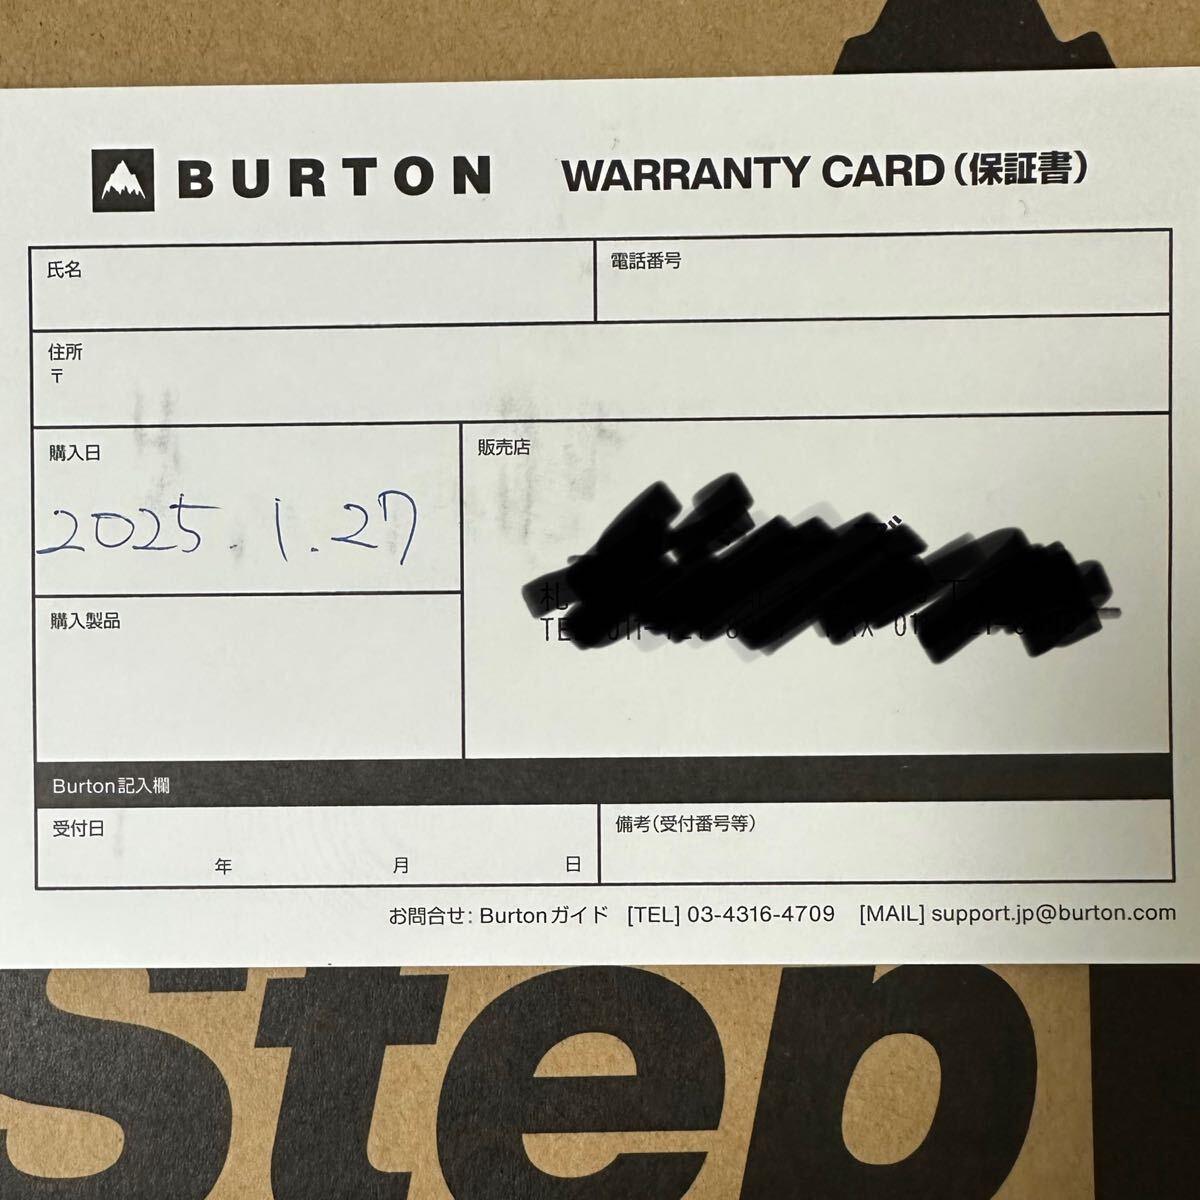 BURTON WARRANTY CARD（保証書）
氏名
電話番号
住所
〒
購入日
2025.1.27
販売店
札
TE
購入製品
Burton記入欄
受付日
年 月 日
備考（受付番号等）
お問合せ: Burtonガイド [TEL] 03-4316-4709 [MAIL] support.jp@burton.com
Step